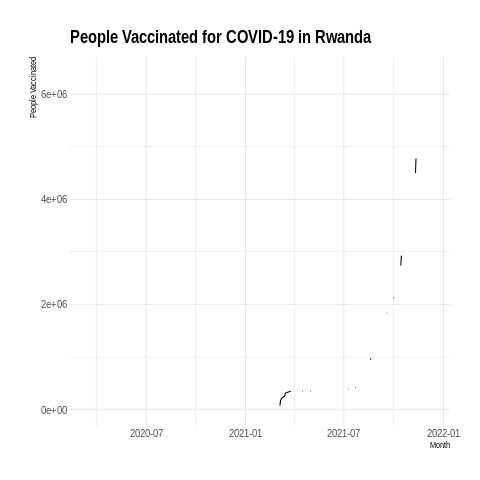 People Vaccinated for COVID-19 in Rwanda
People Vaccinated
6e+06
4e+06
2e+06
0e+00
2020-07
2021-01
2021-07
2022-01
Month